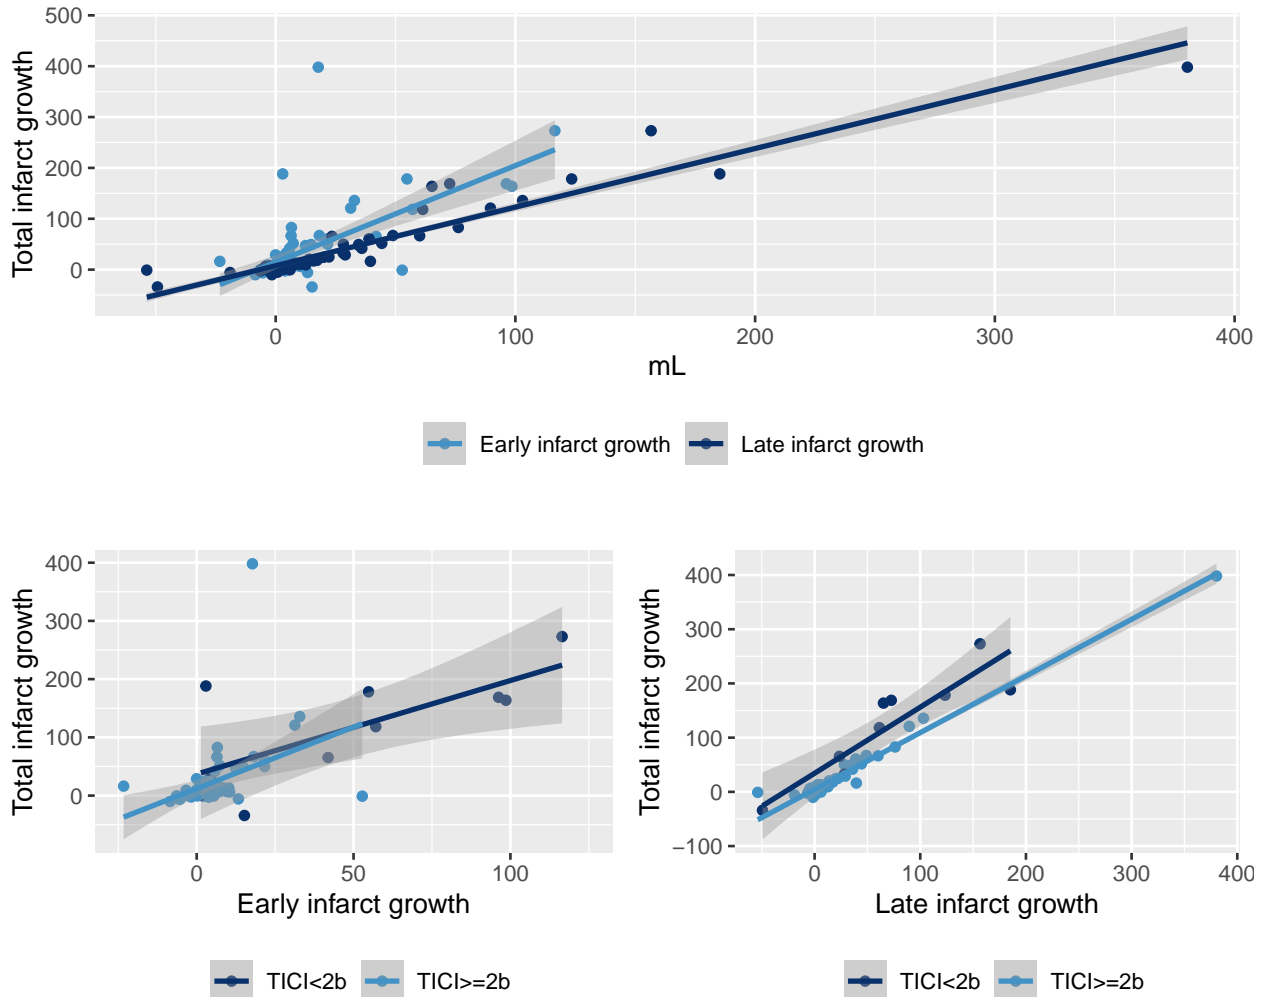 Total infarct growth
500
400
300
200
100
0
0 100 200 300 400
mL
Early infarct growth Late infarct growth
Total infarct growth
400
300
200
100
0
0 50 100
Early infarct growth
TICI<2b TICI>=2b
Total infarct growth
400
300
200
100
0
−100
0 100 200 300 400
Late infarct growth
TICI<2b TICI>=2b